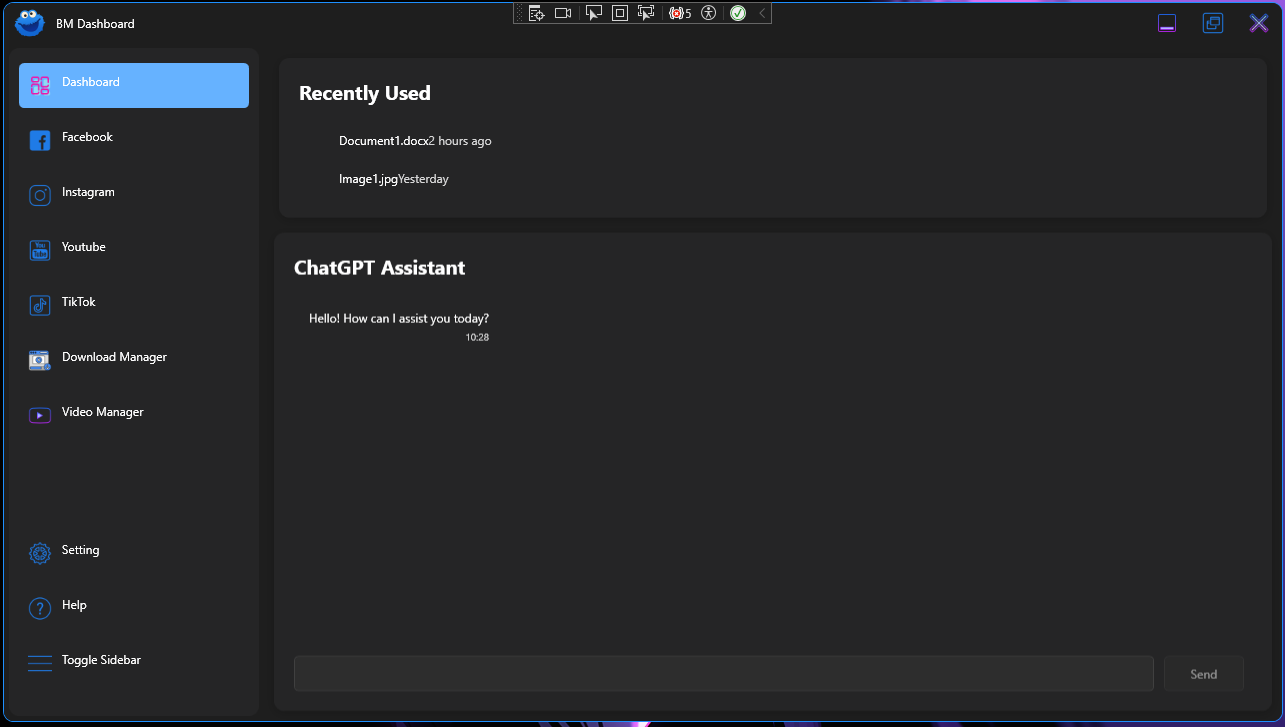 BM Dashboard
5
Dashboard
Facebook
Instagram
Youtube
TikTok
Download Manager
Video Manager
Setting
Help
Toggle Sidebar
Recently Used
Document1.docx2 hours ago
Image1.jpgYesterday
ChatGPT Assistant
Hello! How can I assist you today?
10:28
Send